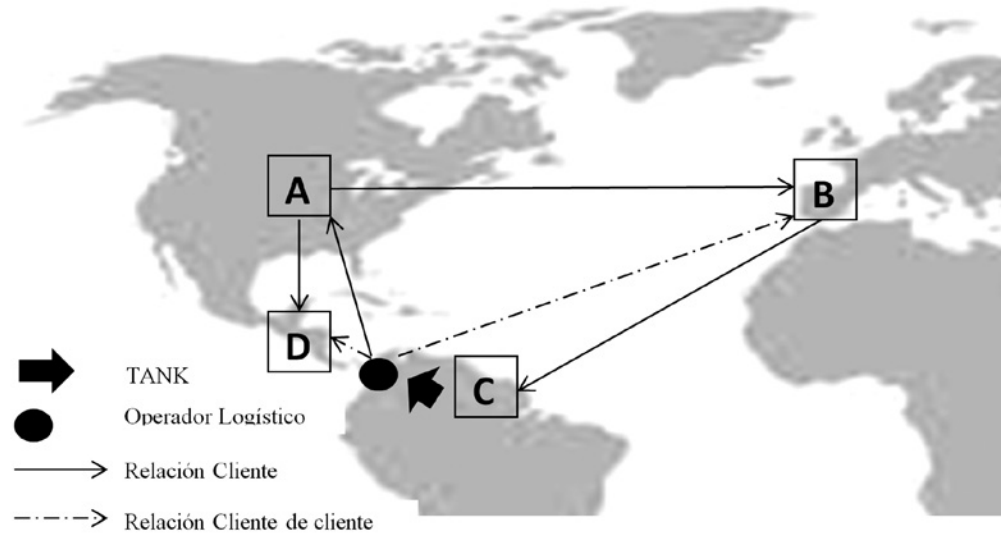 A
B
D
C
TANK
Operador Logístico
Relación Cliente
Relación Cliente de cliente